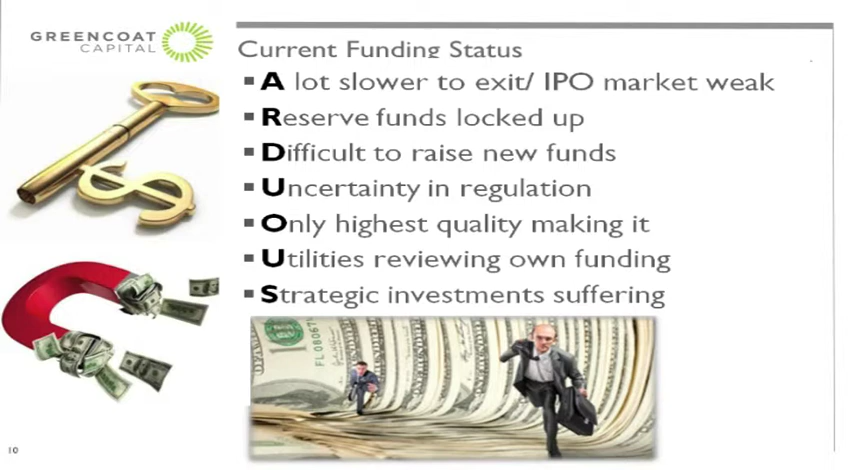 GREENCOAT
CAPITAL
Current Funding Status
▪ A lot slower to exit/ IPO market weak
▪ Reserve funds locked up
▪ Difficult to raise new funds
▪ Uncertainty in regulation
▪ Only highest quality making it
▪ Utilities reviewing own funding
▪ Strategic investments suffering
FL08067
10